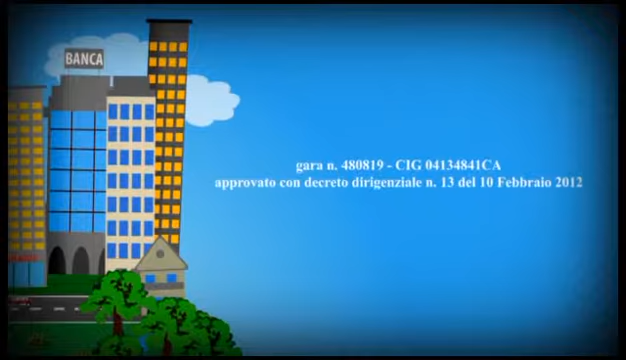 BANCA
gara n. 480819 - CIG 04134841CA
approvato con decreto dirigenziale n. 13 del 10 Febbraio 2012